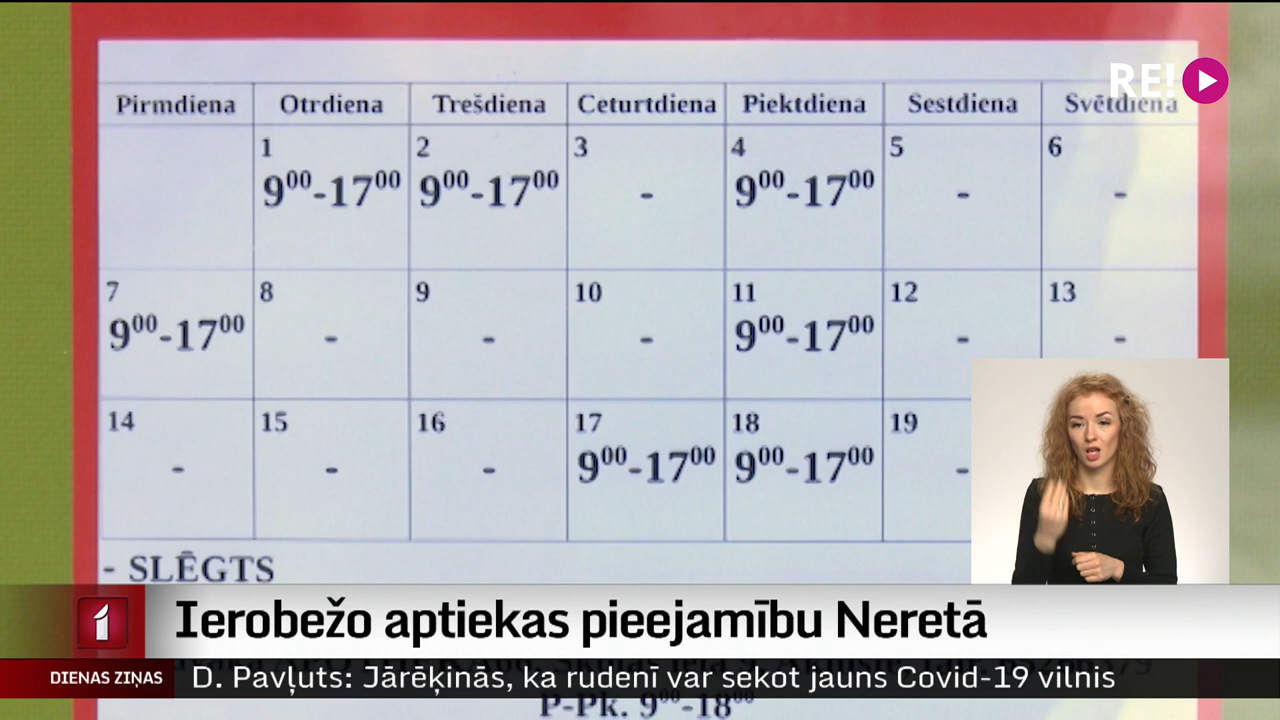 RE!
Pirmdiena Otrdiena Trešdiena Ceturtdiena Piektdiena Sestdiena Svētdiena
1 2 3 4 5 6
9⁰⁰-17⁰⁰ 9⁰⁰-17⁰⁰ - 9⁰⁰-17⁰⁰ - -
7 8 9 10 11 12 13
9⁰⁰-17⁰⁰ - - - 9⁰⁰-17⁰⁰ - -
14 15 16 17 18 19
- - - 9⁰⁰-17⁰⁰ 9⁰⁰-17⁰⁰ -
- SLĒGTS
1 Ierobežo aptiekas pieejamību Neretā
DIENAS ZIŅAS D. Pavļuts: Jārēķinās, ka rudenī var sekot jauns Covid-19 vilnis
P-Pk. 9⁰⁰-18⁰⁰